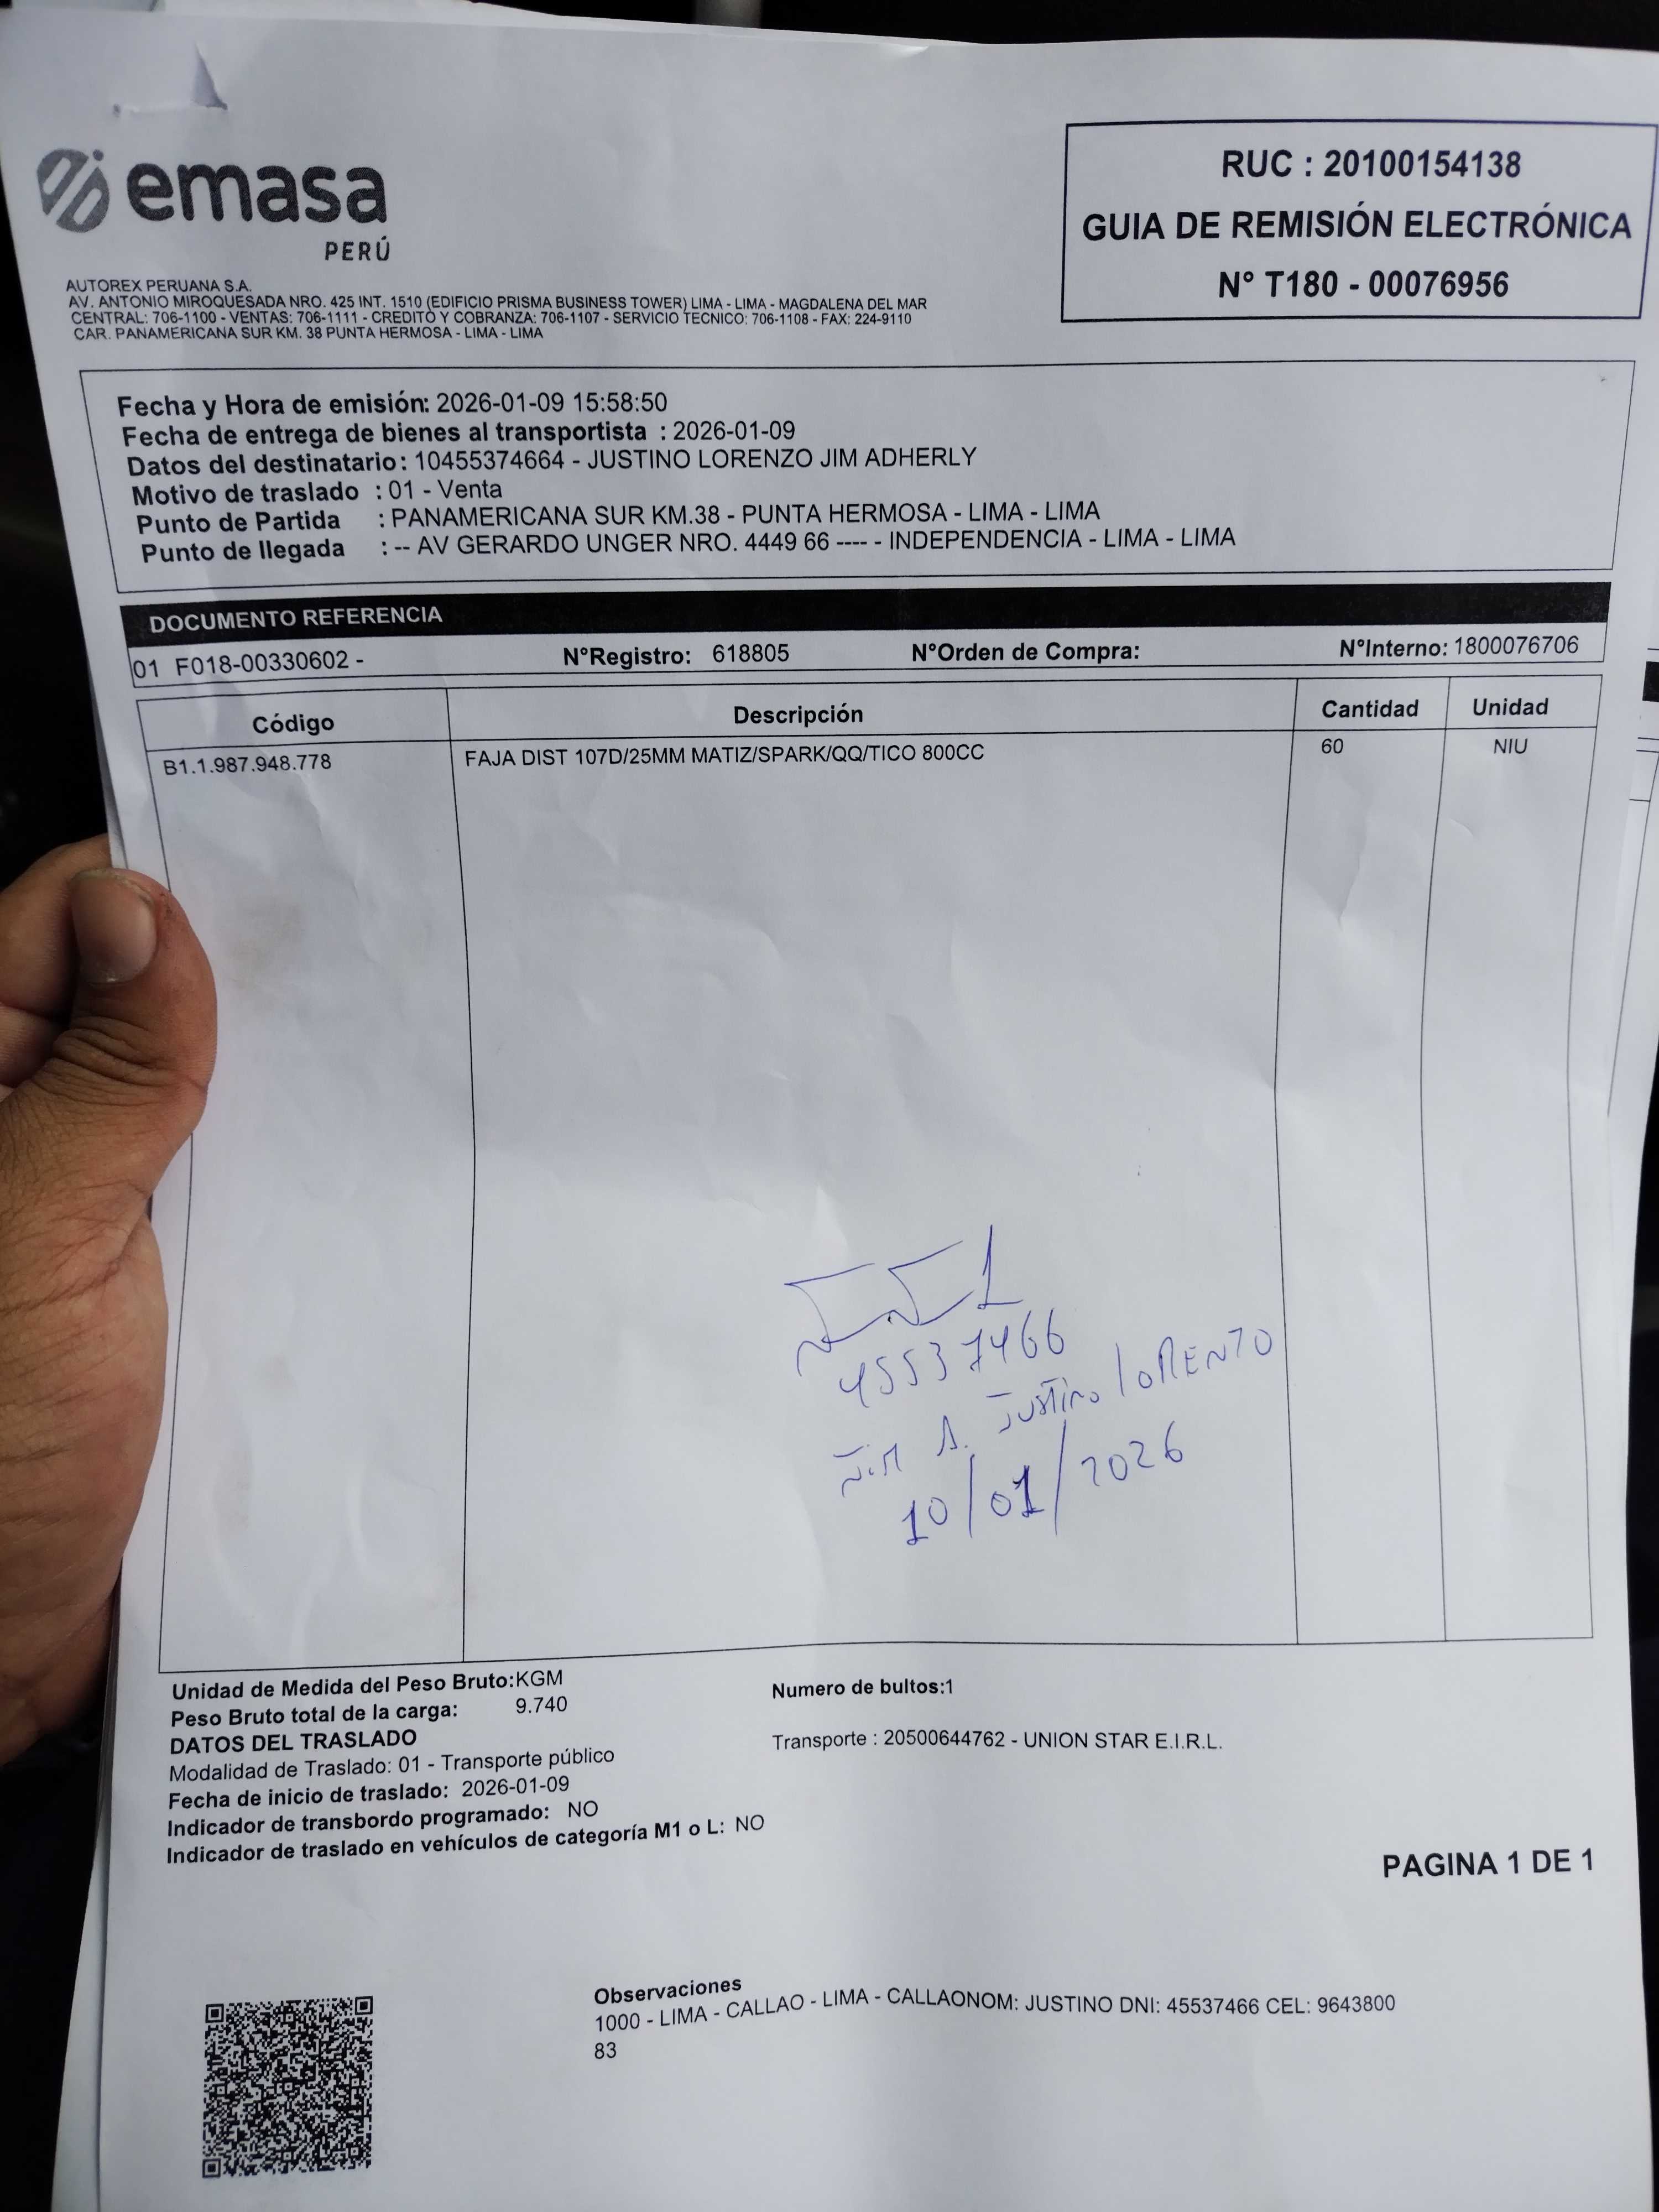 emasa
PERÚ
RUC : 20100154138
GUIA DE REMISIÓN ELECTRÓNICA
N° T180 - 00076956
AUTOREX PERUANA S.A.
AV. ANTONIO MIROQUESADA NRO. 425 INT. 1510 (EDIFICIO PRISMA BUSINESS TOWER) LIMA - LIMA - MAGDALENA DEL MAR
CENTRAL: 706-1100 - VENTAS: 706-1111 - CREDITO Y COBRANZA: 706-1107 - SERVICIO TECNICO: 706-1108 - FAX: 224-9110
CAR. PANAMERICANA SUR KM. 38 PUNTA HERMOSA - LIMA - LIMA
Fecha y Hora de emisión: 2026-01-09 15:58:50
Fecha de entrega de bienes al transportista : 2026-01-09
Datos del destinatario: 10455374664 - JUSTINO LORENZO JIM ADHERLY
Motivo de traslado : 01 - Venta
Punto de Partida : PANAMERICANA SUR KM.38 - PUNTA HERMOSA - LIMA - LIMA
Punto de llegada : -- AV GERARDO UNGER NRO. 4449 66 ---- - INDEPENDENCIA - LIMA - LIMA
DOCUMENTO REFERENCIA
01 F018-00330602 - N°Registro: 618805 N°Orden de Compra: N°Interno: 1800076706
Código Descripción Cantidad Unidad
B1.1.987.948.778 FAJA DIST 107D/25MM MATIZ/SPARK/QQ/TICO 800CC 60 NIU
45537466
Jim A. Justino LORENZO
10/01/2026
Unidad de Medida del Peso Bruto:KGM Numero de bultos:1
Peso Bruto total de la carga: 9.740
DATOS DEL TRASLADO Transporte : 20500644762 - UNION STAR E.I.R.L.
Modalidad de Traslado: 01 - Transporte público
Fecha de inicio de traslado: 2026-01-09
Indicador de transbordo programado: NO
Indicador de traslado en vehículos de categoría M1 o L: NO
PAGINA 1 DE 1
Observaciones
1000 - LIMA - CALLAO - LIMA - CALLAONOM: JUSTINO DNI: 45537466 CEL: 9643800
83